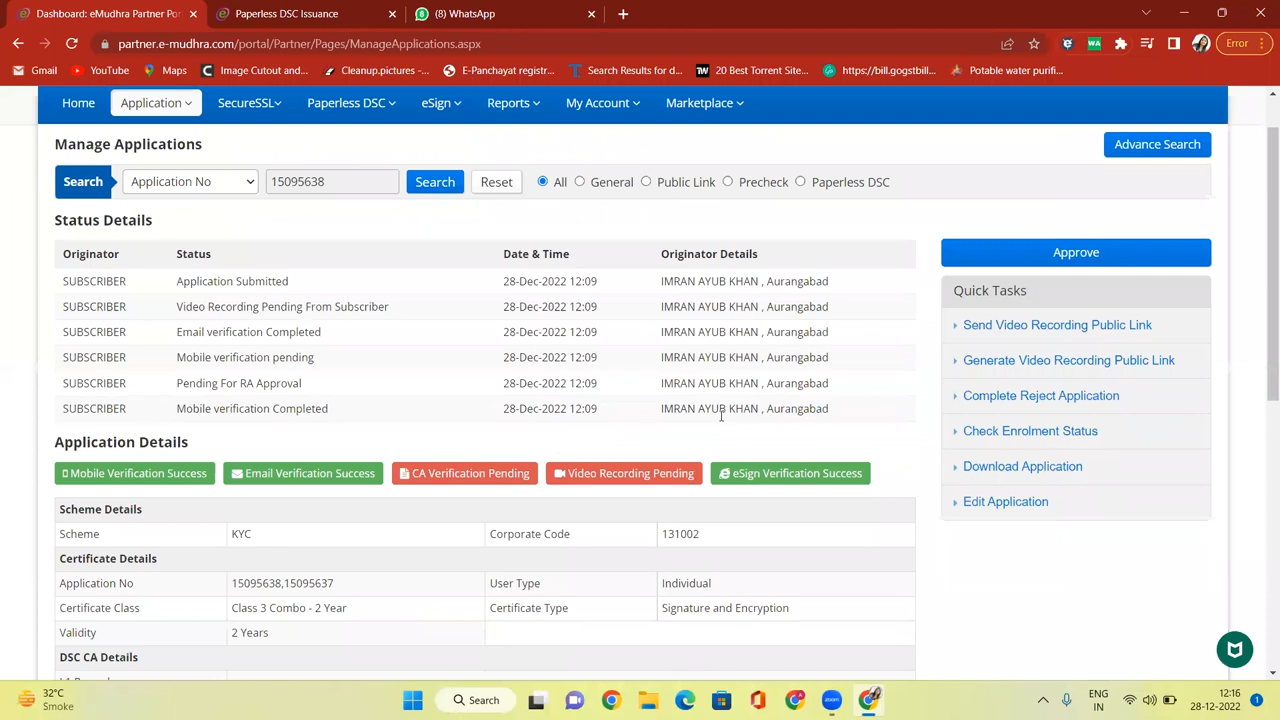 Dashboard: eMudhra Partner Por
Paperless DSC Issuance
(3) WhatsApp
partner.e-mudhra.com/portal/Partner/Pages/ManageApplications.aspx
Error
Gmail YouTube Maps Image Cutout and... Cleanup.pictures -... E-Panchayat registr... Search Results for d... 20 Best Torrent Site... https://bill.gogstbill... Potable water purifi...
Home Application SecureSSL Paperless DSC eSign Reports My Account Marketplace
Manage Applications
Advance Search
Search Application No 15095638 Search Reset All General Public Link Precheck Paperless DSC
Status Details
Originator Status Date & Time Originator Details
SUBSCRIBER Application Submitted 28-Dec-2022 12:09 IMRAN AYUB KHAN , Aurangabad
SUBSCRIBER Video Recording Pending From Subscriber 28-Dec-2022 12:09 IMRAN AYUB KHAN , Aurangabad
SUBSCRIBER Email verification Completed 28-Dec-2022 12:09 IMRAN AYUB KHAN , Aurangabad
SUBSCRIBER Mobile verification pending 28-Dec-2022 12:09 IMRAN AYUB KHAN , Aurangabad
SUBSCRIBER Pending For RA Approval 28-Dec-2022 12:09 IMRAN AYUB KHAN , Aurangabad
SUBSCRIBER Mobile verification Completed 28-Dec-2022 12:09 IMRAN AYUB KHAN , Aurangabad
Approve
Quick Tasks
Send Video Recording Public Link
Generate Video Recording Public Link
Complete Reject Application
Check Enrolment Status
Download Application
Edit Application
Application Details
Mobile Verification Success Email Verification Success CA Verification Pending Video Recording Pending eSign Verification Success
Scheme Details
Scheme KYC Corporate Code 131002
Certificate Details
Application No 15095638,15095637 User Type Individual
Certificate Class Class 3 Combo - 2 Year Certificate Type Signature and Encryption
Validity 2 Years
DSC CA Details
32°C
Smoke
Search
zoom
ENG
IN
12:16
28-12-2022
1